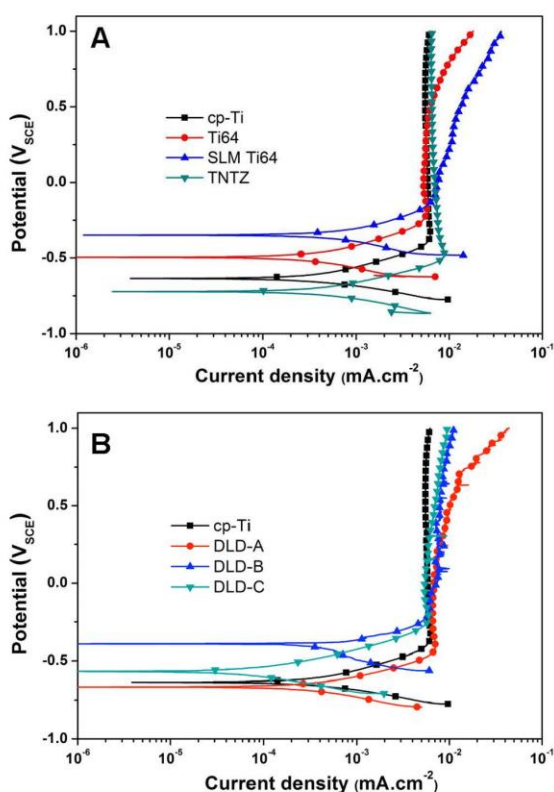 A
1.0
0.5
0.0
-0.5
-1.0
Potential (V_SCE)
cp-Ti
Ti64
SLM Ti64
TNTZ
10⁻⁶ 10⁻⁵ 10⁻⁴ 10⁻³ 10⁻² 10⁻¹
Current density (mA.cm⁻²)
B
1.0
0.5
0.0
-0.5
-1.0
Potential (V_SCE)
cp-Ti
DLD-A
DLD-B
DLD-C
10⁻⁶ 10⁻⁵ 10⁻⁴ 10⁻³ 10⁻² 10⁻¹
Current density (mA.cm⁻²)